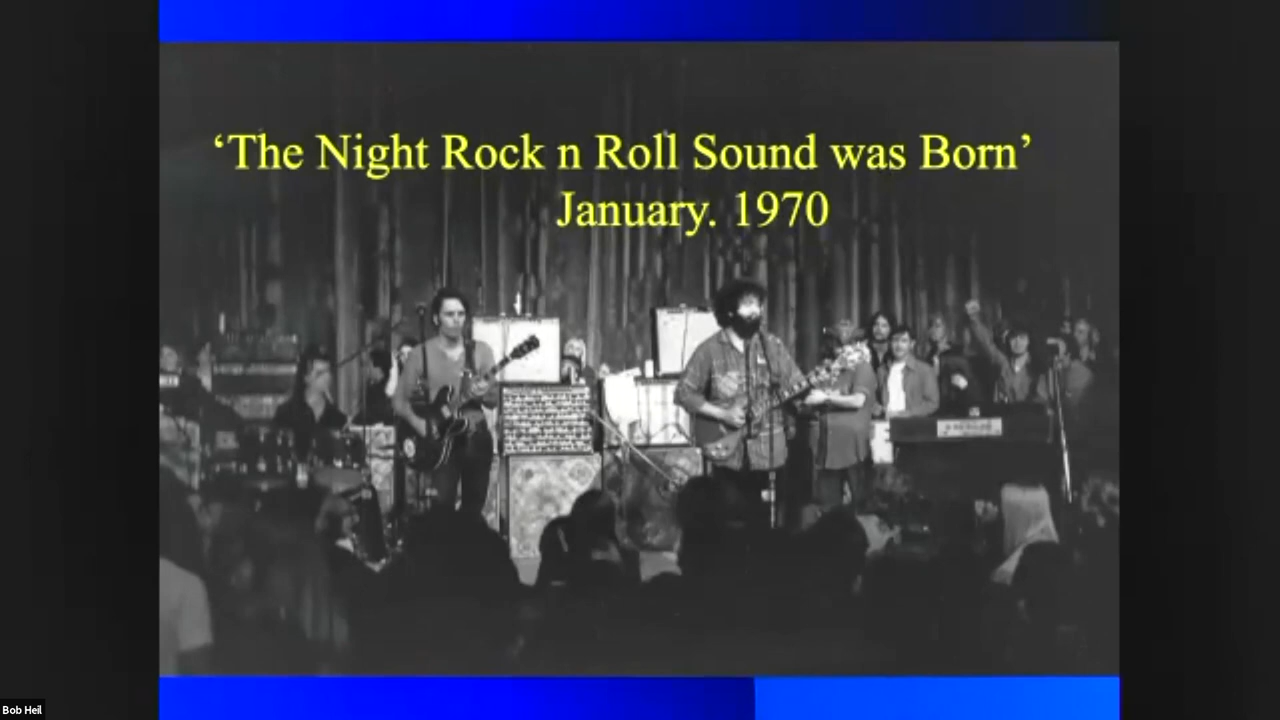 ‘The Night Rock n Roll Sound was Born’
January. 1970
Bob Heil